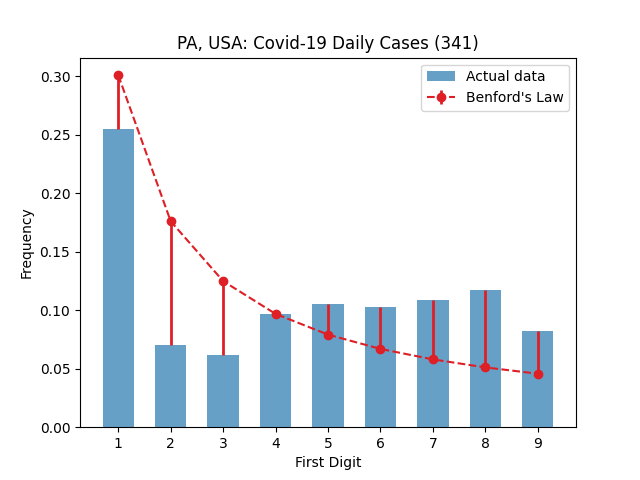 PA, USA: Covid-19 Daily Cases (341)
Actual data
Benford's Law
0.30
0.25
0.20
0.15
0.10
0.05
0.00
Frequency
1 2 3 4 5 6 7 8 9
First Digit